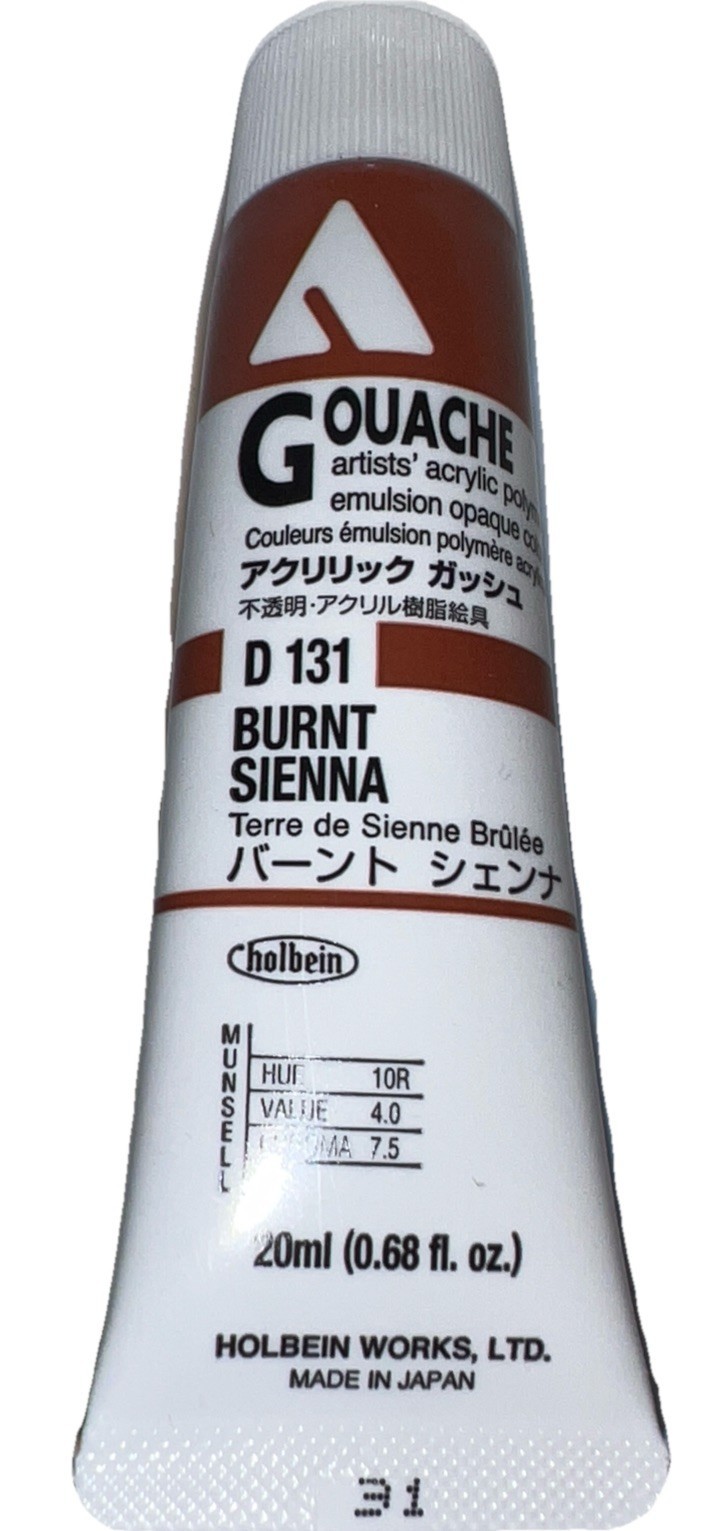 GOUACHE
artists' acrylic
emulsion opaque
Couleurs émulsion polymère
アクリリック ガッシュ
不透明・アクリル樹脂絵具
D 131
BURNT
SIENNA
Terre de Sienne Brûlée
バーント シェンナ
holbein
MUNSELL
HUE 10R
VALUE 4.0
CHROMA 7.5
20ml (0.68 fl. oz.)
HOLBEIN WORKS, LTD.
MADE IN JAPAN
31